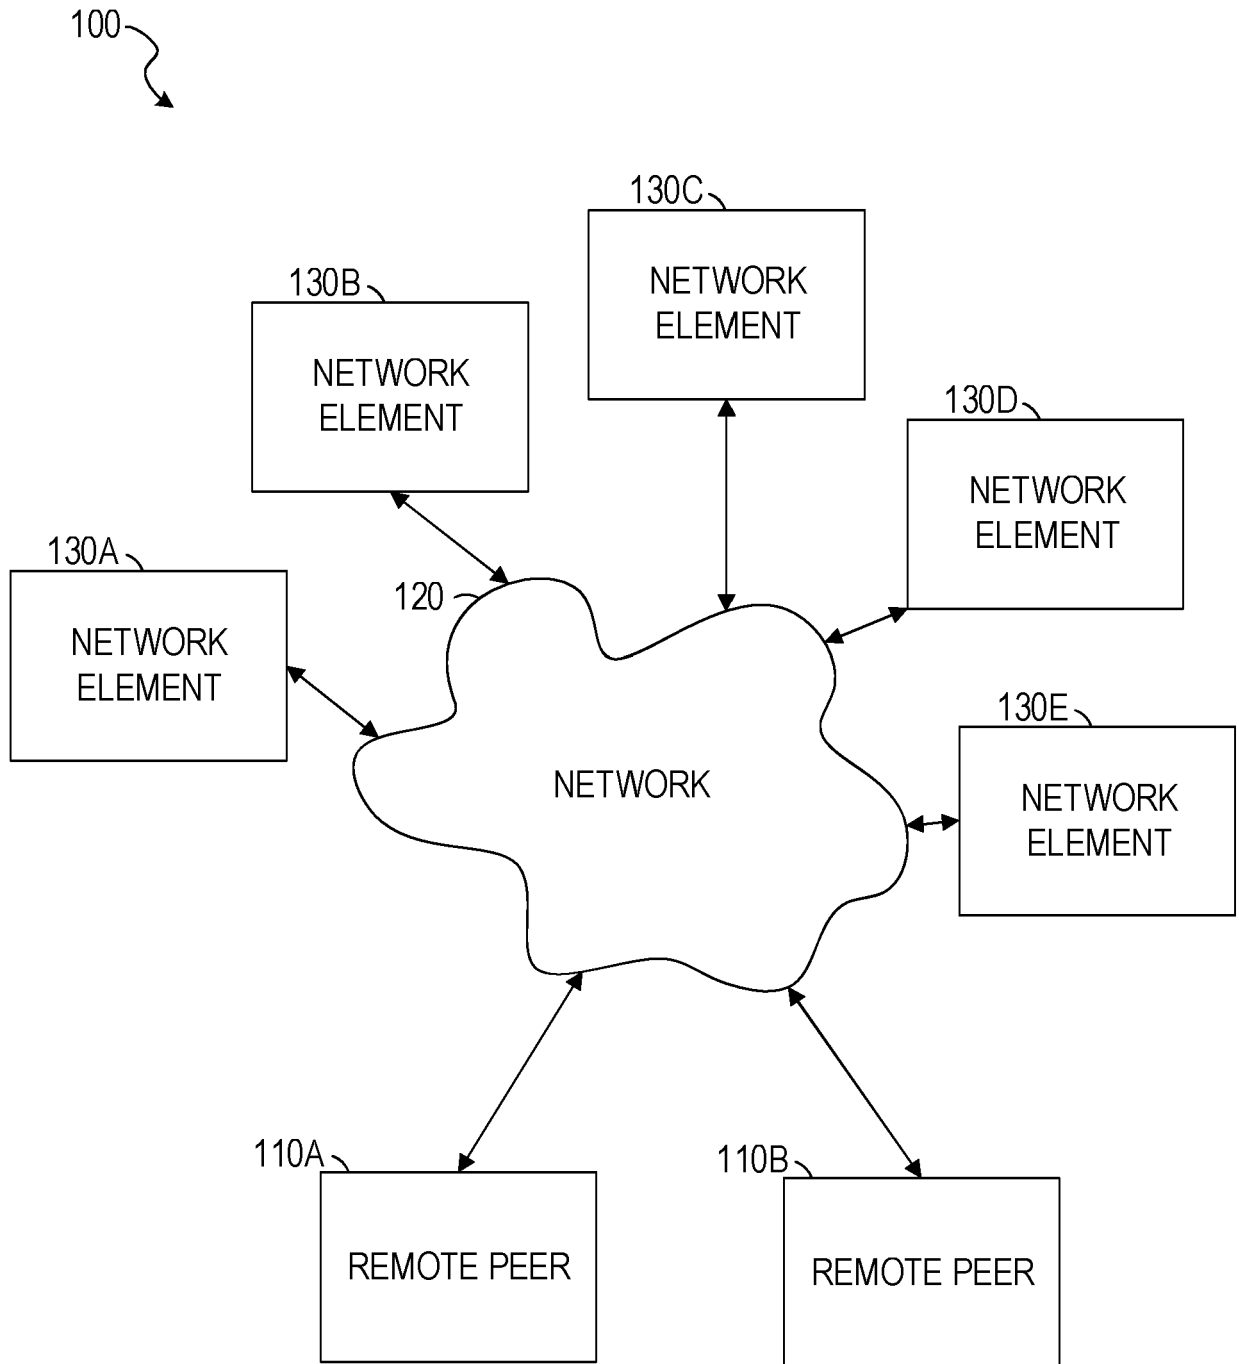 100
130C
NETWORK
ELEMENT
130B
NETWORK
ELEMENT
130D
NETWORK
ELEMENT
130A
NETWORK
ELEMENT
120
130E
NETWORK
ELEMENT
NETWORK
110A
REMOTE PEER
110B
REMOTE PEER